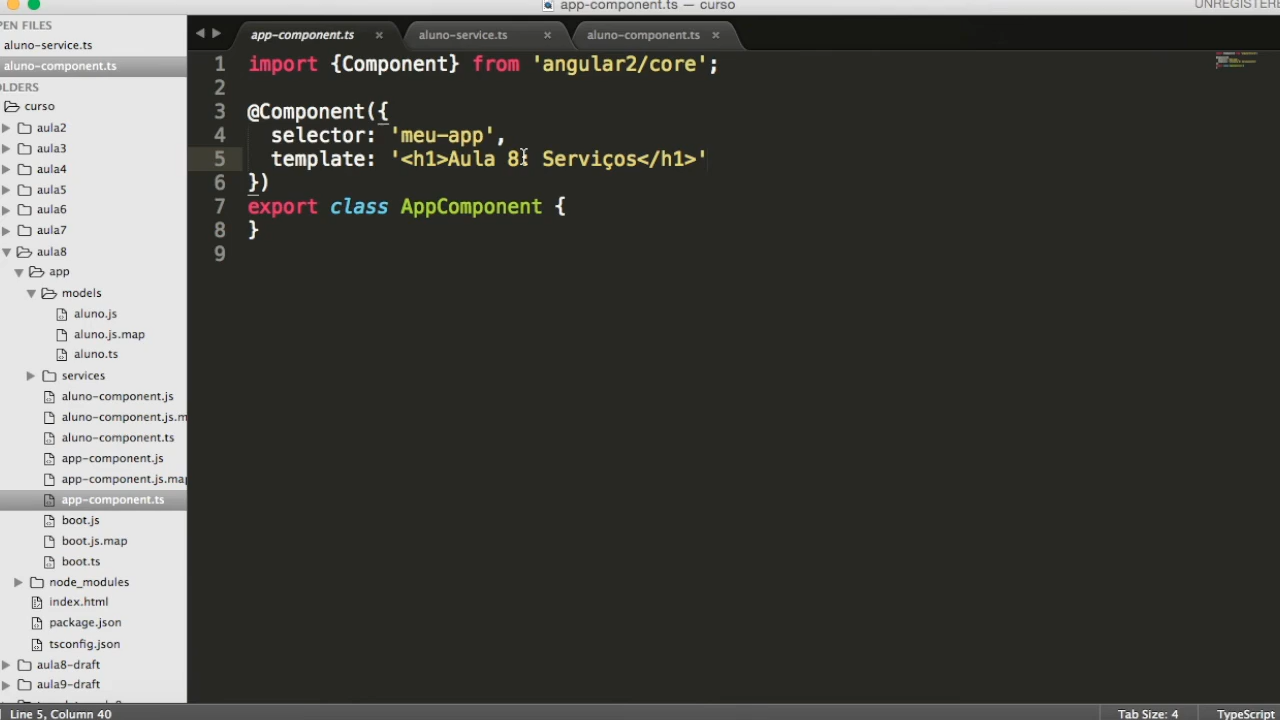 app-component.ts — curso
UNREGISTERE
PEN FILES
aluno-service.ts
aluno-component.ts
OLDERS
curso
aula2
aula3
aula4
aula5
aula6
aula7
aula8
app
models
aluno.js
aluno.js.map
aluno.ts
services
aluno-component.js
aluno-component.js.m
aluno-component.ts
app-component.js
app-component.js.map
app-component.ts
boot.js
boot.js.map
boot.ts
node_modules
index.html
package.json
tsconfig.json
aula8-draft
aula9-draft
app-component.ts × aluno-service.ts × aluno-component.ts ×
1 import {Component} from 'angular2/core';
2
3 @Component({
4 selector: 'meu-app',
5 template: '<h1>Aula 8: Serviços</h1>'
6 })
7 export class AppComponent {
8 }
9
Line 5, Column 40
Tab Size: 4
TypeScript